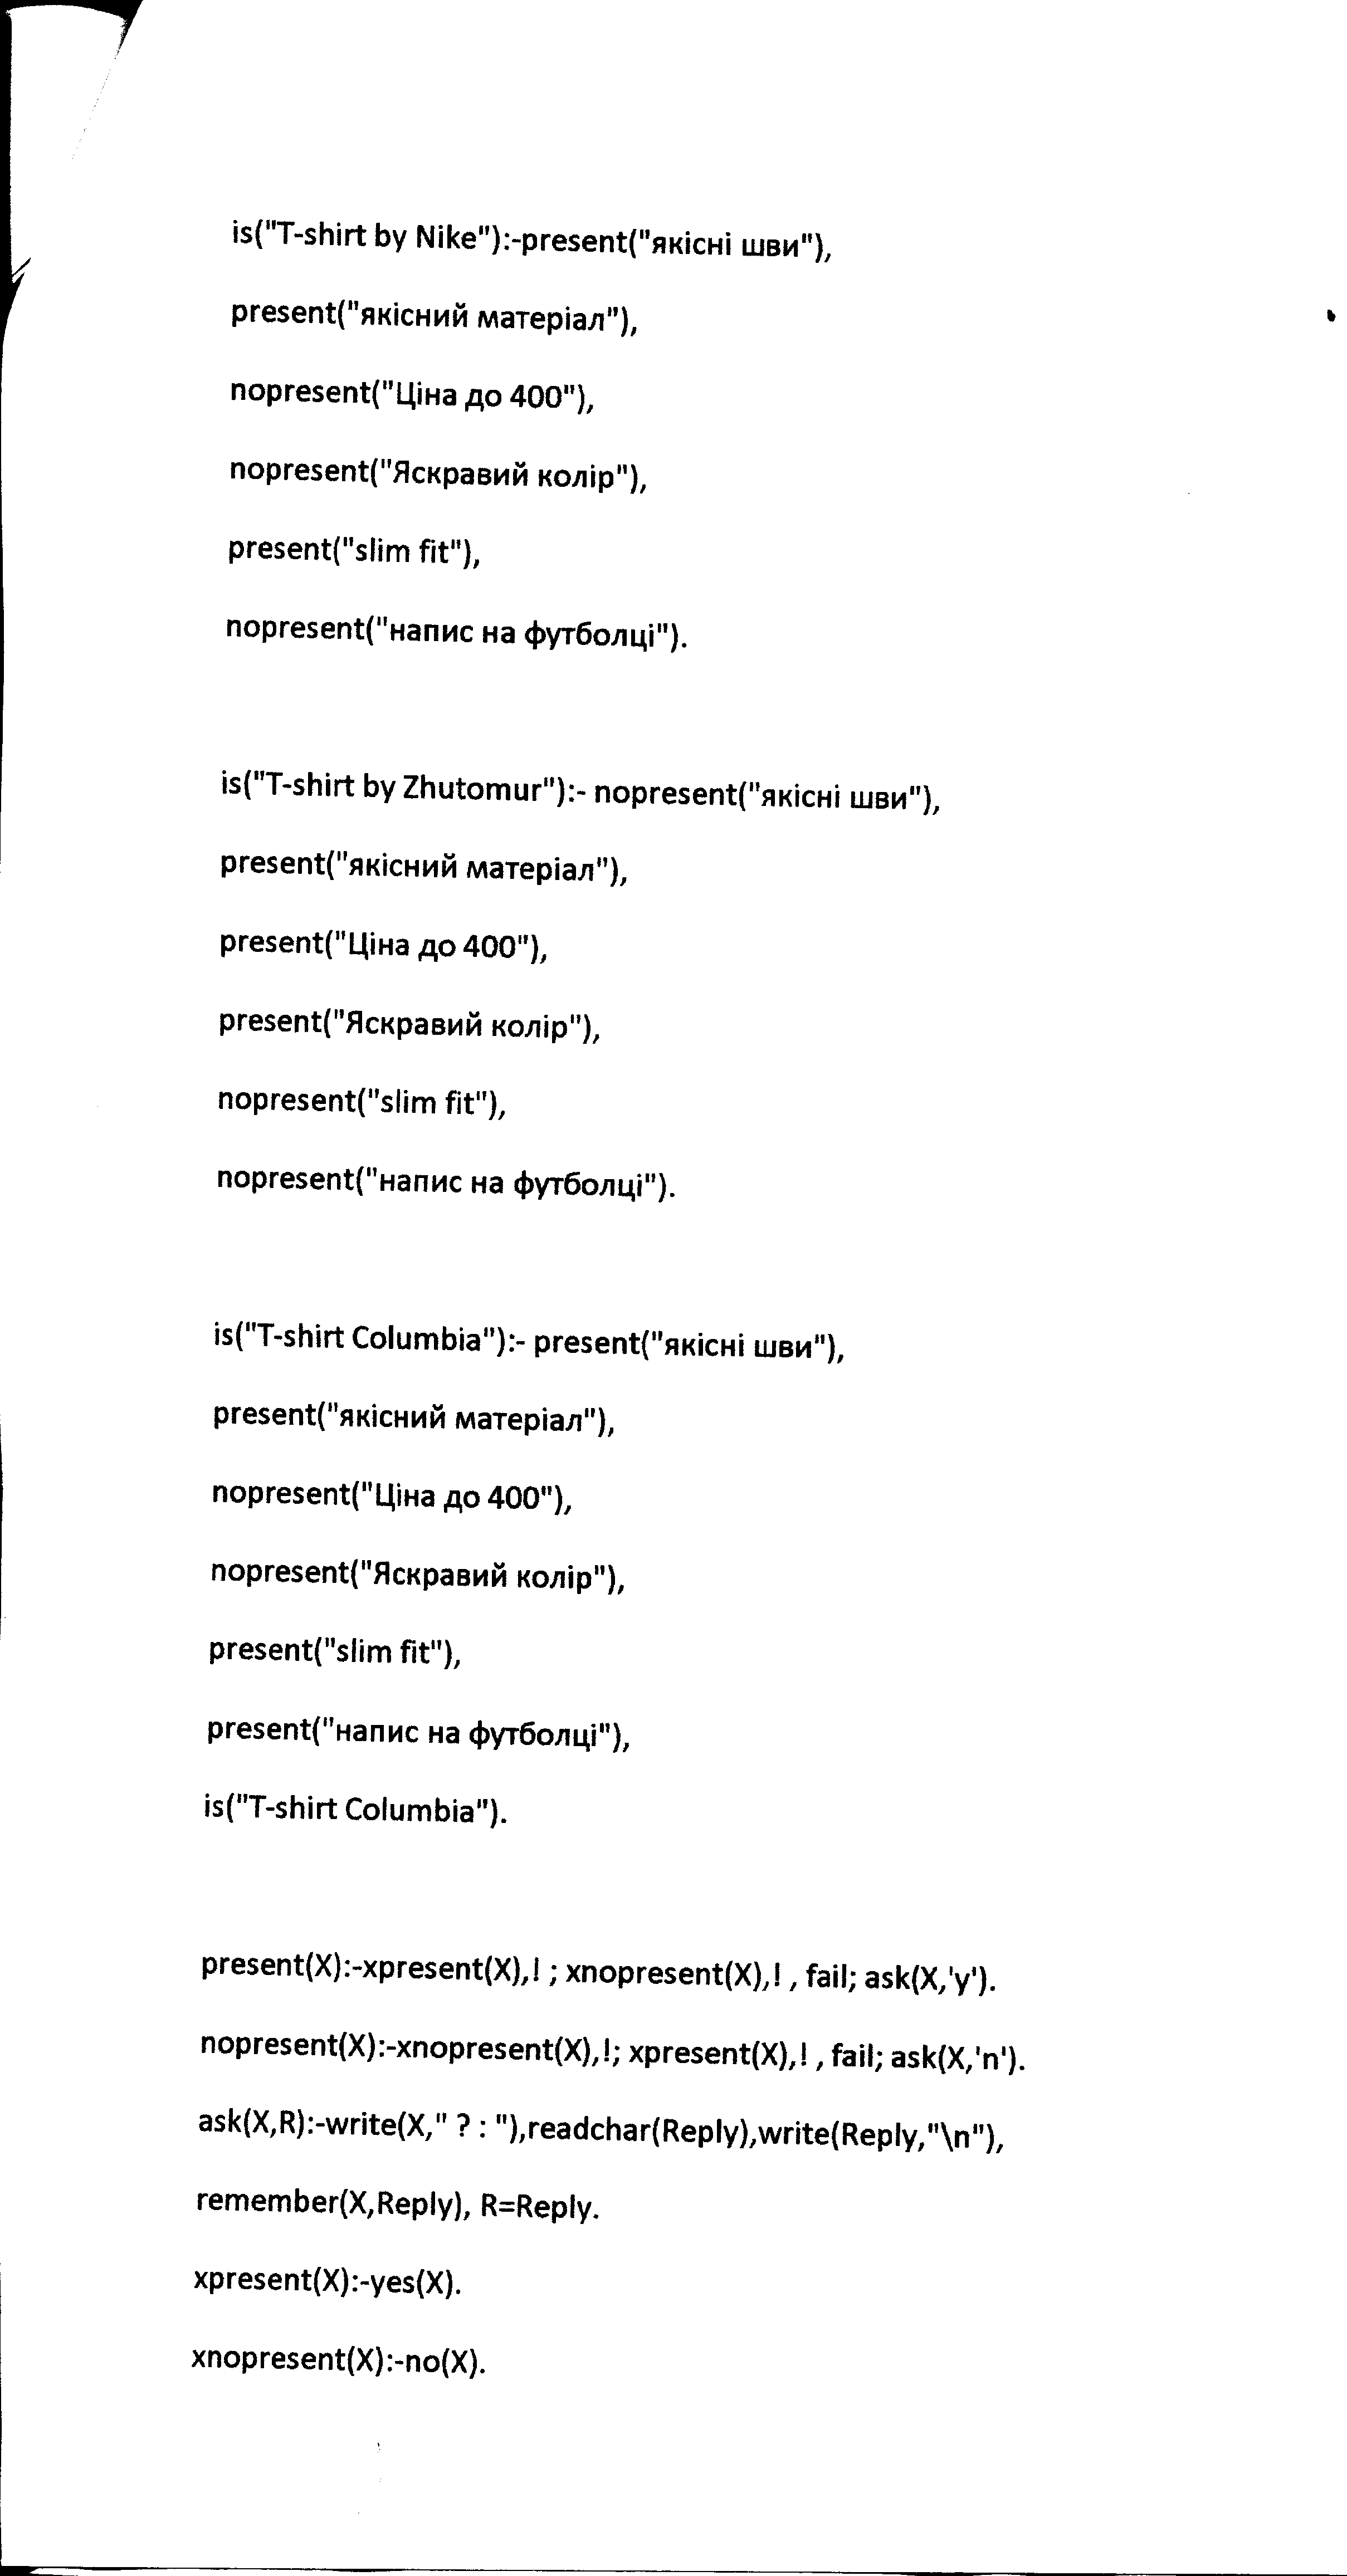 is("T-shirt by Nike"):-present("якісні шви"),
present("якісний матеріал"),
nopresent("Ціна до 400"),
nopresent("Яскравий колір"),
present("slim fit"),
nopresent("напис на футболці").
is("T-shirt by Zhutomur"):- nopresent("якісні шви"),
present("якісний матеріал"),
present("Ціна до 400"),
present("Яскравий колір"),
nopresent("slim fit"),
nopresent("напис на футболці").
is("T-shirt Columbia"):- present("якісні шви"),
present("якісний матеріал"),
nopresent("Ціна до 400"),
nopresent("Яскравий колір"),
present("slim fit"),
present("напис на футболці"),
is("T-shirt Columbia").
present(X):-xpresent(X),! ; xnopresent(X),! , fail; ask(X,'y').
nopresent(X):-xnopresent(X),!; xpresent(X),! , fail; ask(X,'n').
ask(X,R):-write(X," ? : "),readchar(Reply),write(Reply,"\n"),
remember(X,Reply), R=Reply.
xpresent(X):-yes(X).
xnopresent(X):-no(X).